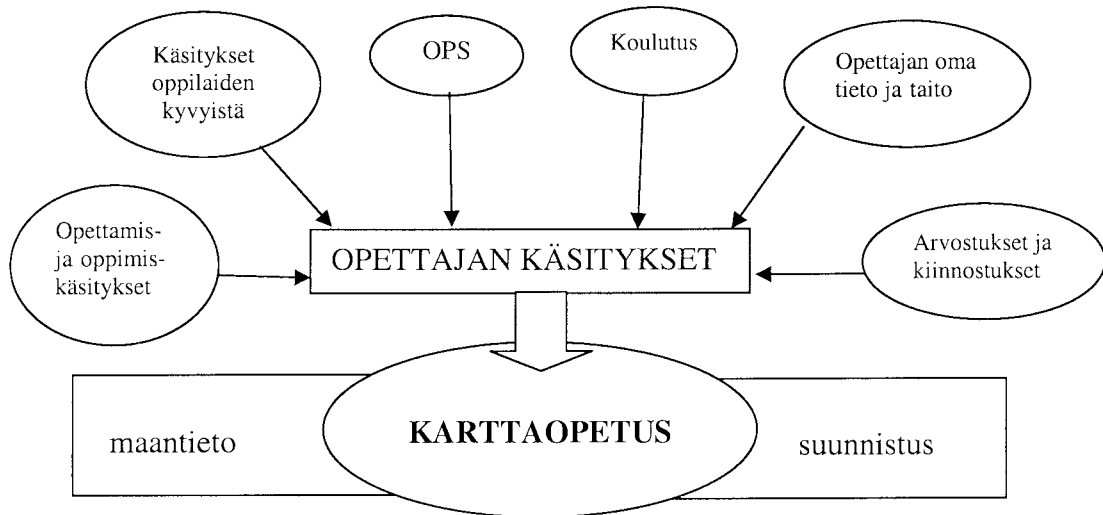 Käsitykset
oppilaiden
kyvyistä
OPS
Koulutus
Opettajan oma
tieto ja taito
Opettamis-
ja oppimis-
käsitykset
OPETTAJAN KÄSITYKSET
Arvostukset ja
kiinnostukset
maantieto
KARTTAOPETUS
suunnistus